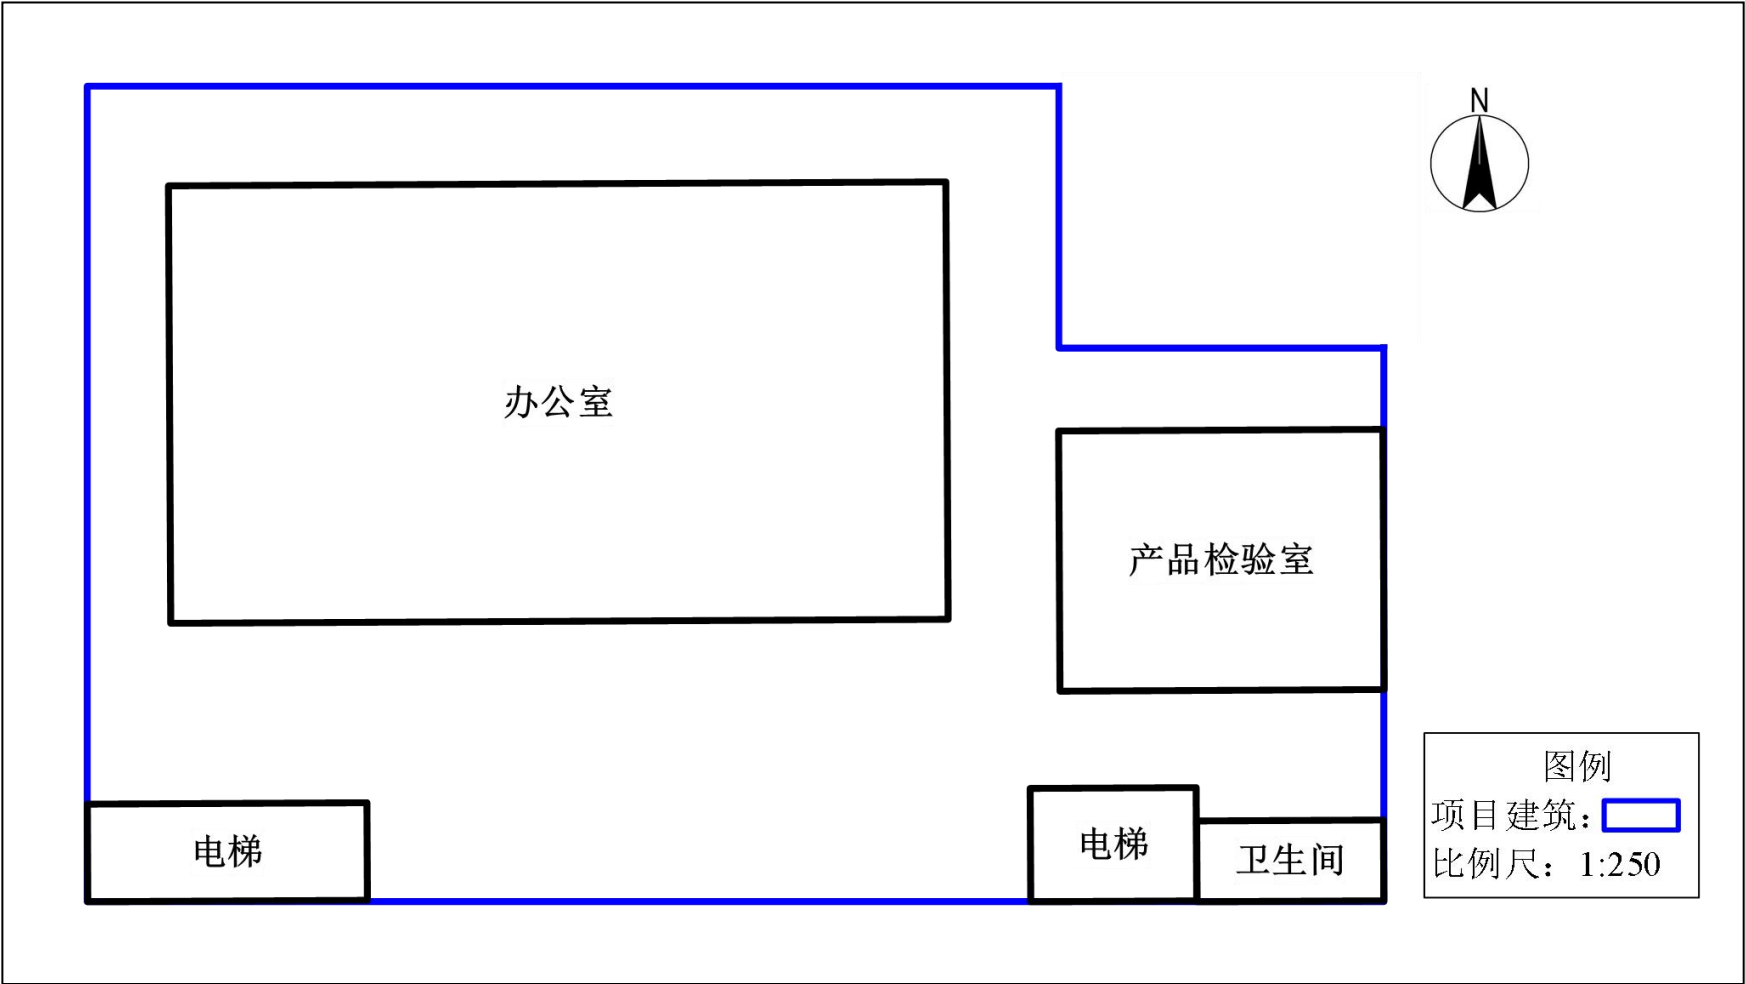 N
办公室
产品检验室
电梯
电梯
卫生间
图例
项目建筑：
比例尺：1:250